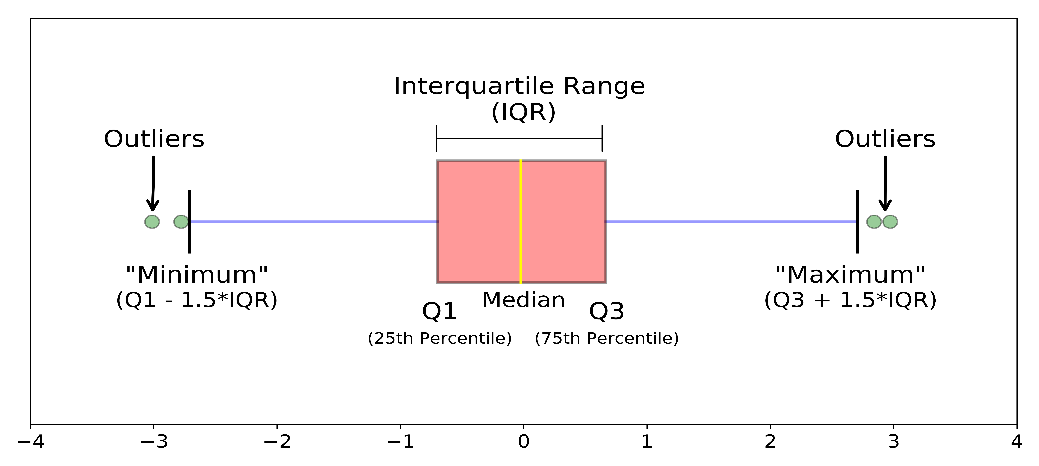 Interquartile Range
(IQR)
Outliers
Outliers
"Minimum"
(Q1 - 1.5*IQR)
"Maximum"
(Q3 + 1.5*IQR)
Median
Q1
Q3
(25th Percentile)
(75th Percentile)
−4
−3
−2
−1
0
1
2
3
4